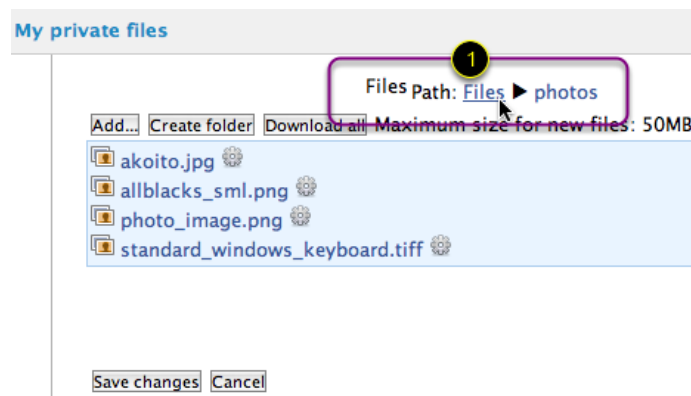 My private files
1
Files Path: Files ▶ photos
Add... Create folder Download all Maximum size for new files: 50MB
akoito.jpg
allblacks_sml.png
photo_image.png
standard_windows_keyboard.tiff
Save changes Cancel